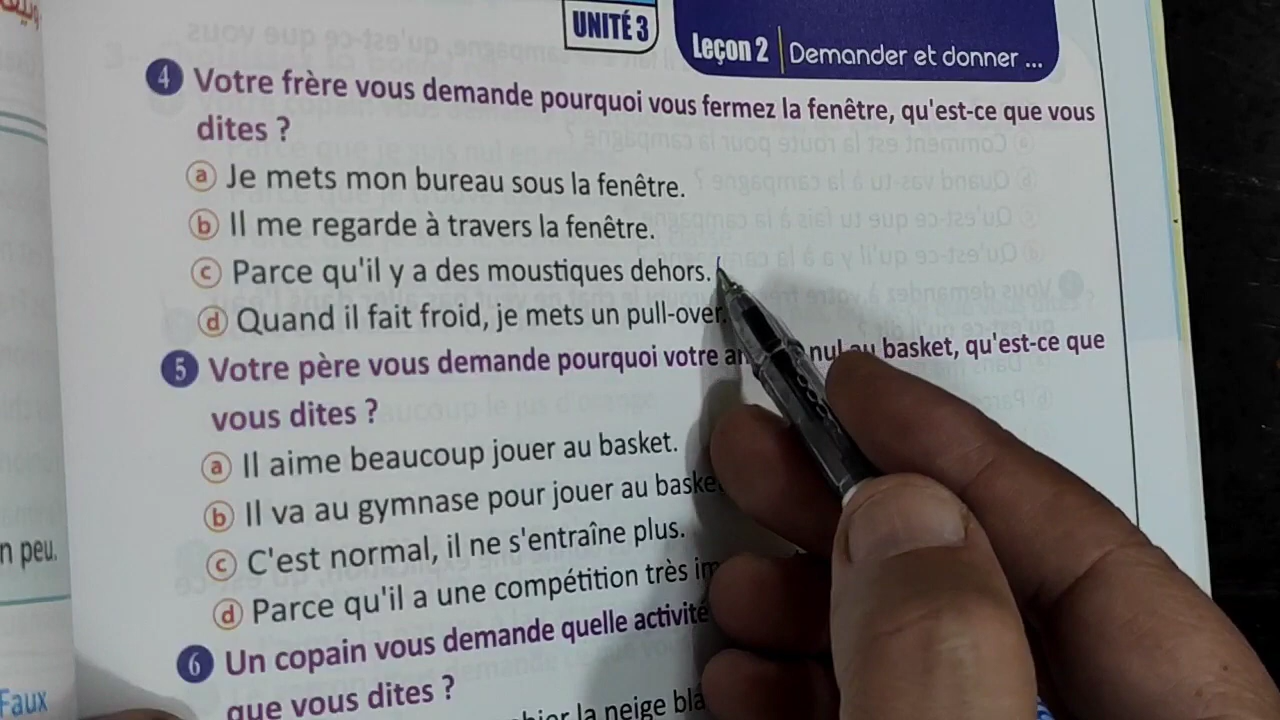 UNITÉ 3
Leçon 2 | Demander et donner ...
4 Votre frère vous demande pourquoi vous fermez la fenêtre, qu'est-ce que vous
dites ?
a Je mets mon bureau sous la fenêtre.
b Il me regarde à travers la fenêtre.
c Parce qu'il y a des moustiques dehors.
d Quand il fait froid, je mets un pull-over.
5 Votre père vous demande pourquoi votre nul au basket, qu'est-ce que
vous dites ?
a Il aime beaucoup jouer au basket.
b Il va au gymnase pour jouer au
c C'est normal, il ne s'entraîne plus.
d Parce qu'il a une compétition très
6 Un copain vous demande quelle activité
que vous dites ?
la neige
n peu.
Faux